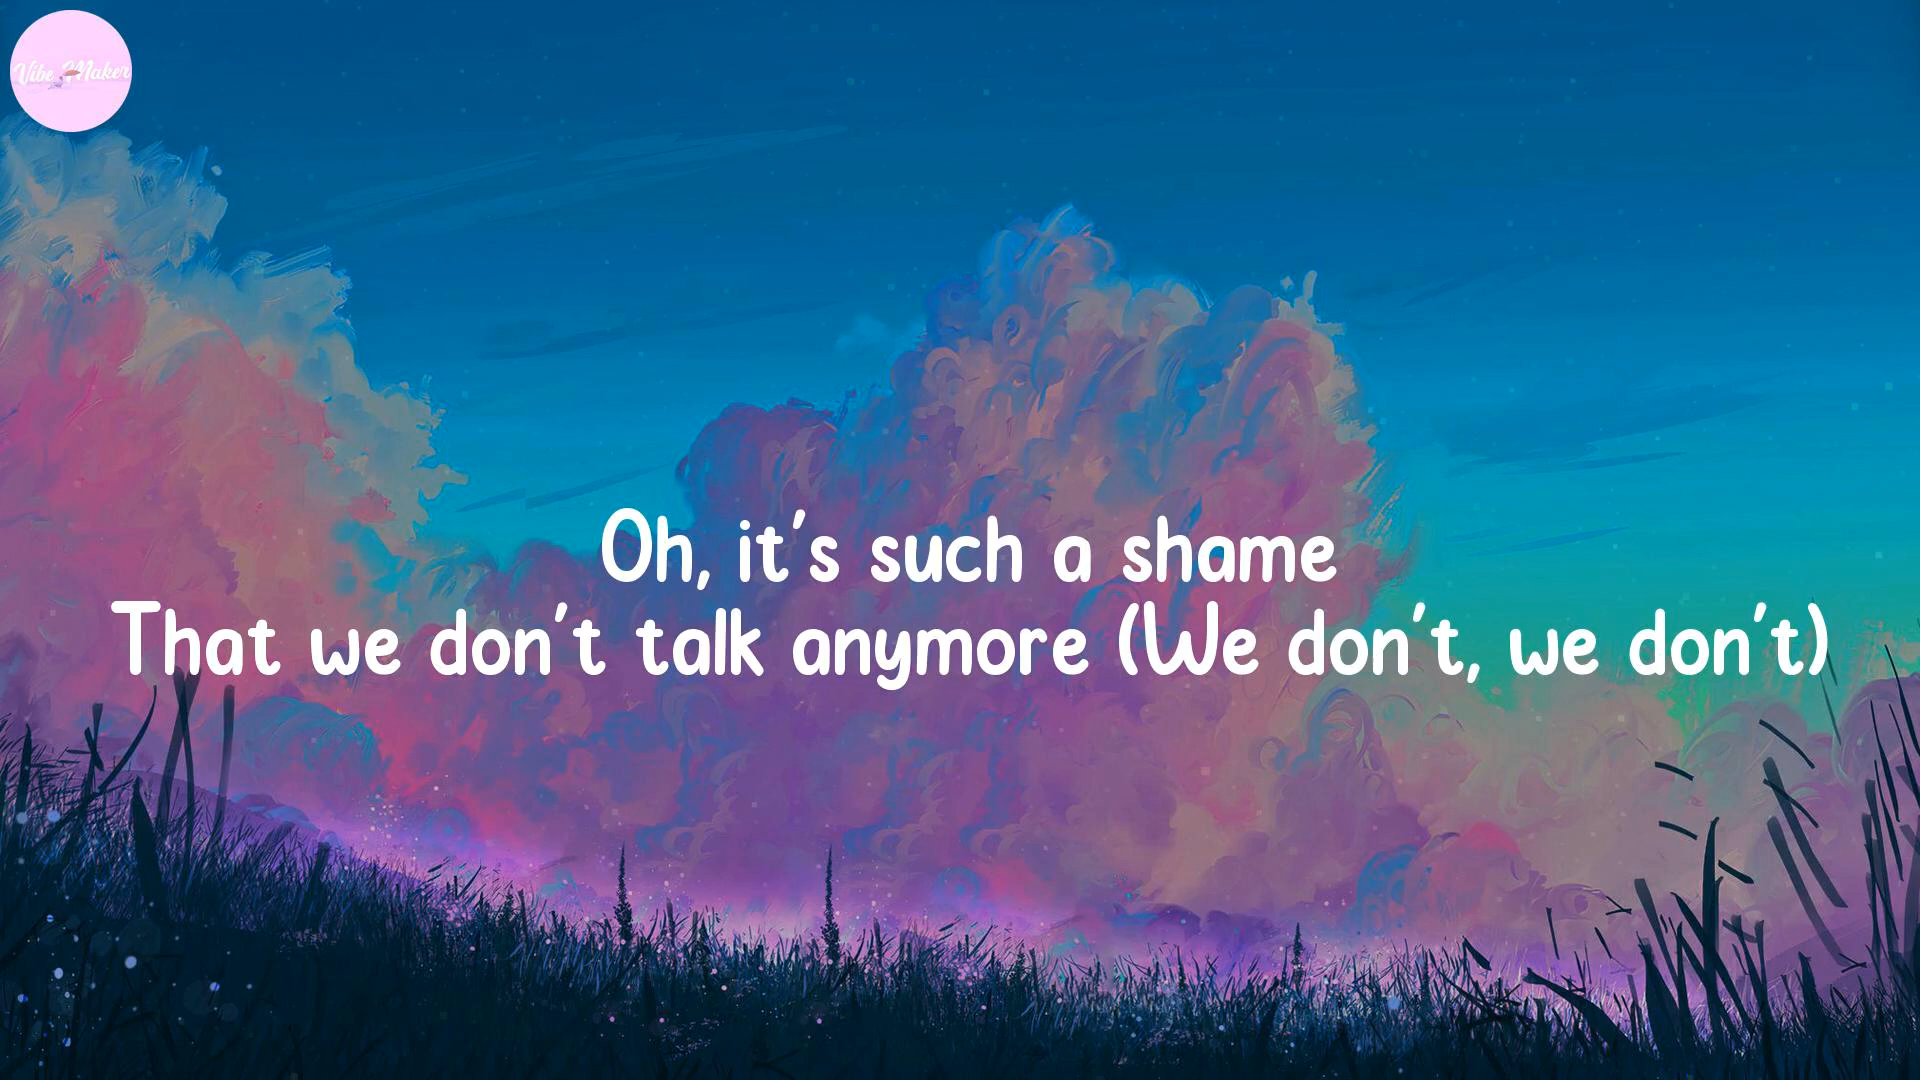 Vibe Maker
Oh, it's such a shame
That we don't talk anymore (We don't, we don't)